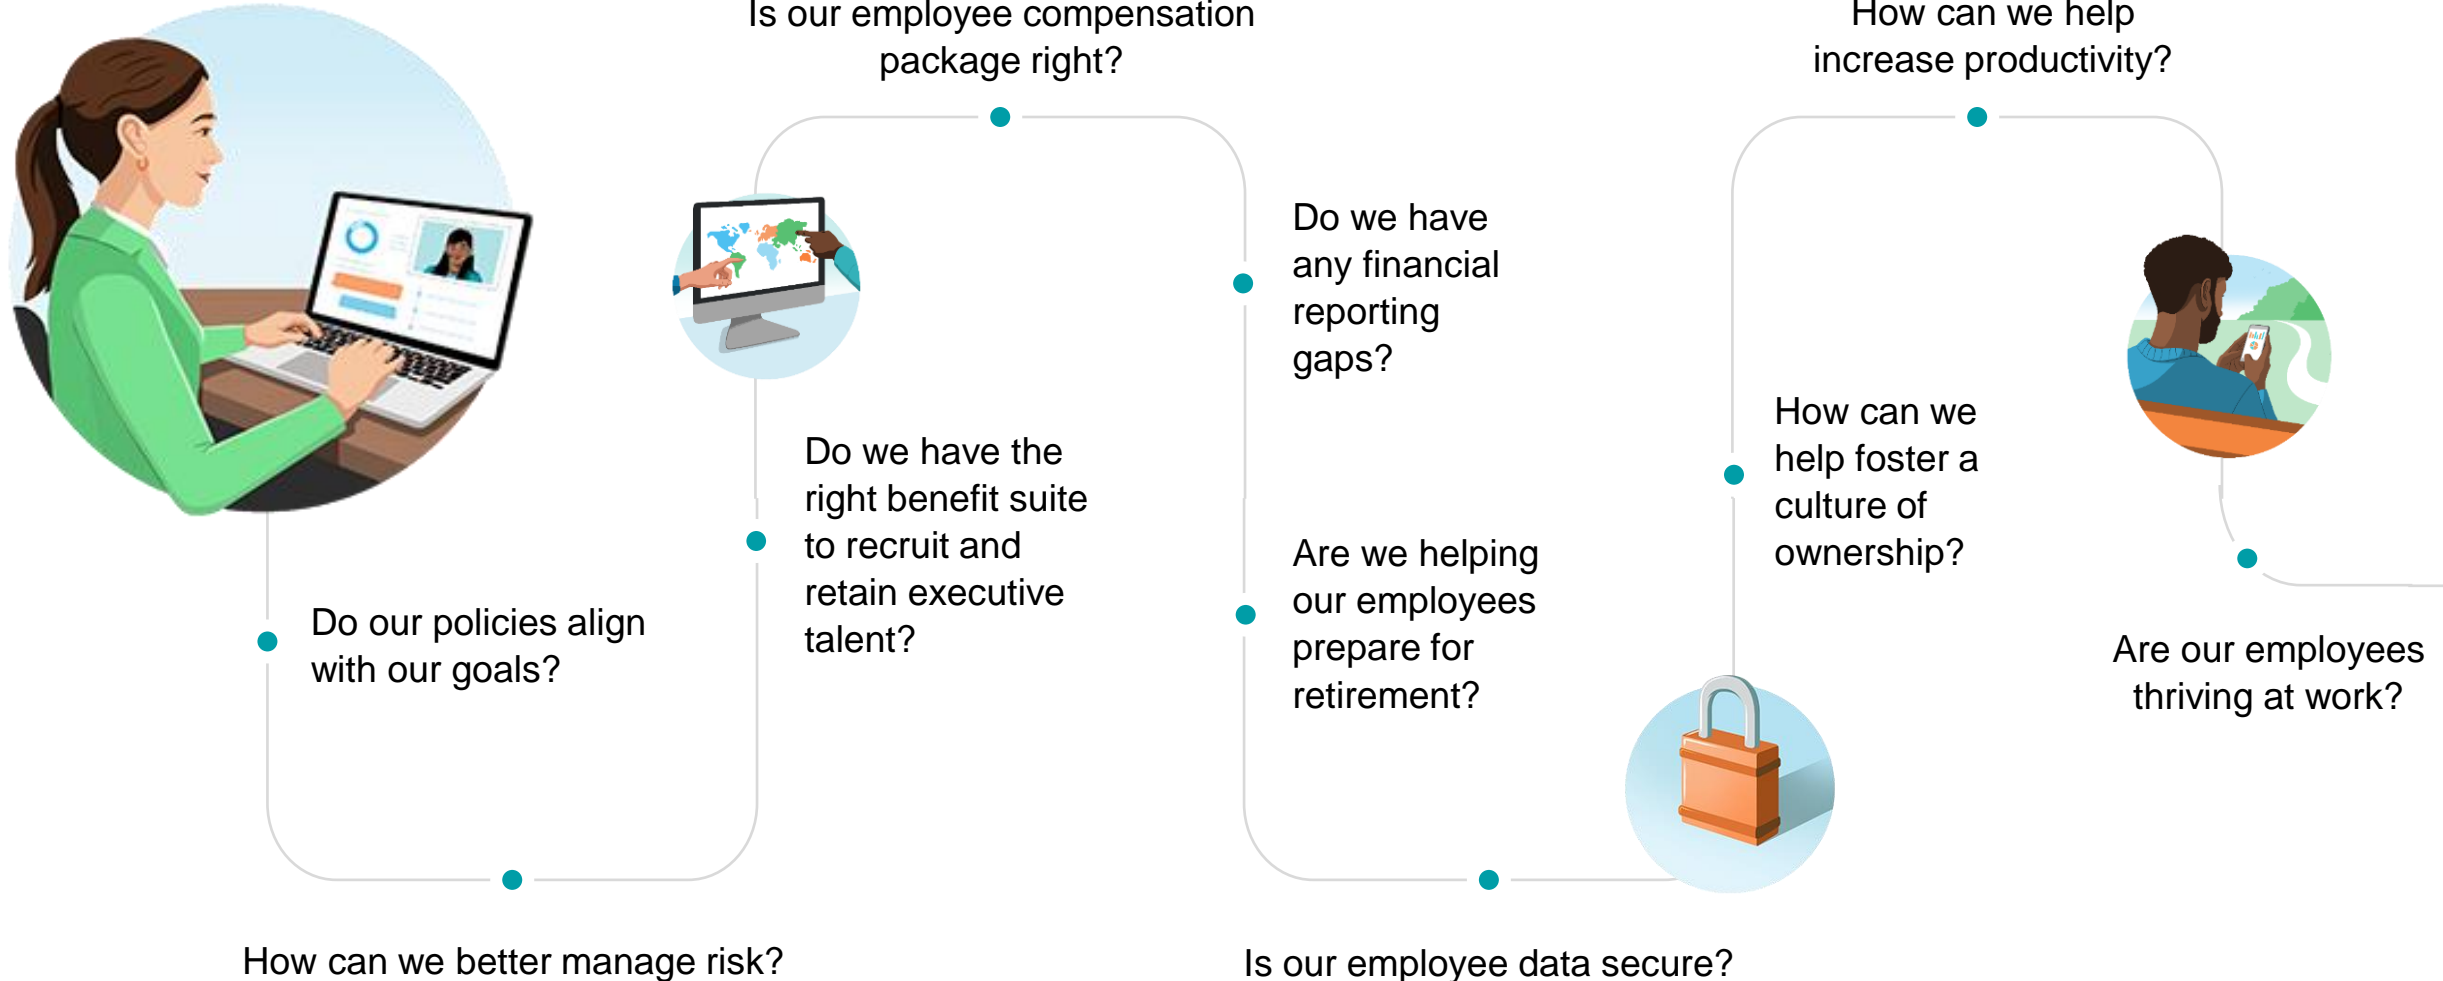 Do our policies align
with our goals?
How can we better manage risk?
Do we have the
right benefit suite
to recruit and
retain executive
talent?
Is our employee compensation
package right?
Do we have
any financial
reporting
gaps?
Are we helping
our employees
prepare for
retirement?
Is our employee data secure?
How can we
help foster a
culture of
ownership?
How can we help
increase productivity?
Are our employees
thriving at work?